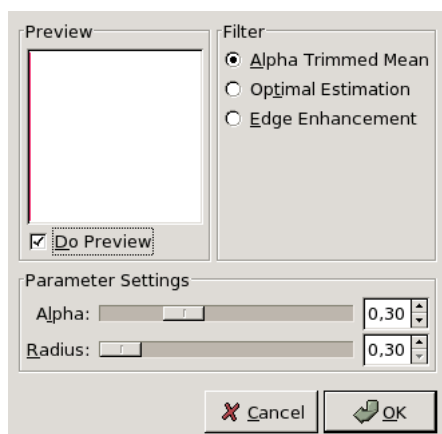 Preview
Filter
Alpha Trimmed Mean
Optimal Estimation
Edge Enhancement
Do Preview
Parameter Settings
Alpha: 0,30
Radius: 0,30
Cancel OK